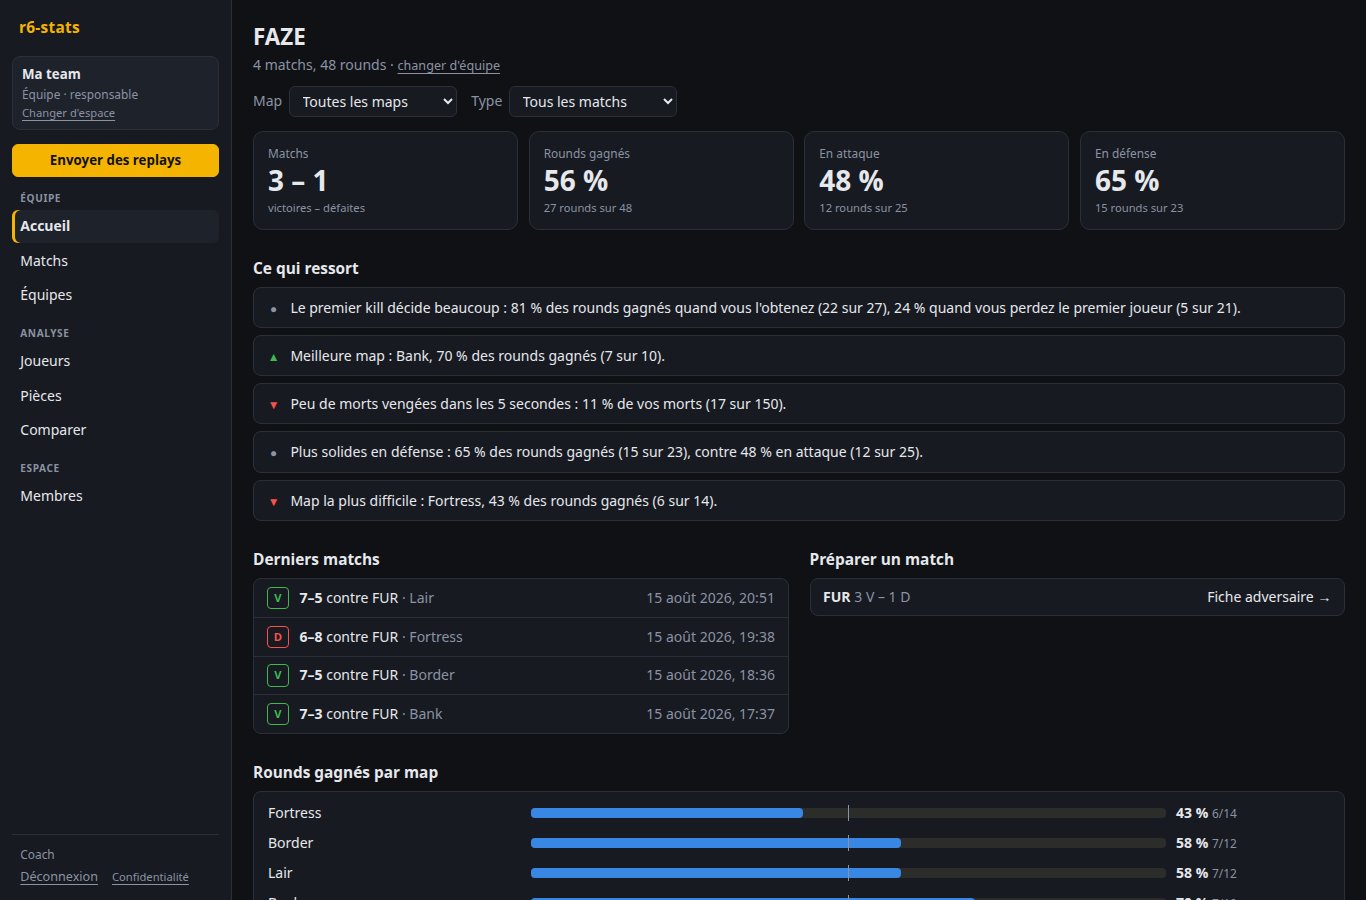 r6-stats
Ma team
Équipe · responsable
Changer d'espace
Envoyer des replays
ÉQUIPE
Accueil
Matchs
Équipes
ANALYSE
Joueurs
Pièces
Comparer
ESPACE
Membres
Coach
Déconnexion Confidentialité
FAZE
4 matchs, 48 rounds · changer d'équipe
Map Toutes les maps Type Tous les matchs
Matchs
3 – 1
victoires – défaites
Rounds gagnés
56 %
27 rounds sur 48
En attaque
48 %
12 rounds sur 25
En défense
65 %
15 rounds sur 23
Ce qui ressort
● Le premier kill décide beaucoup : 81 % des rounds gagnés quand vous l'obtenez (22 sur 27), 24 % quand vous perdez le premier joueur (5 sur 21).
▲ Meilleure map : Bank, 70 % des rounds gagnés (7 sur 10).
▼ Peu de morts vengées dans les 5 secondes : 11 % de vos morts (17 sur 150).
● Plus solides en défense : 65 % des rounds gagnés (15 sur 23), contre 48 % en attaque (12 sur 25).
▼ Map la plus difficile : Fortress, 43 % des rounds gagnés (6 sur 14).
Derniers matchs
V 7–5 contre FUR · Lair 15 août 2026, 20:51
D 6–8 contre FUR · Fortress 15 août 2026, 19:38
V 7–5 contre FUR · Border 15 août 2026, 18:36
V 7–3 contre FUR · Bank 15 août 2026, 17:37
Préparer un match
FUR 3 V – 1 D Fiche adversaire →
Rounds gagnés par map
Fortress 43 % 6/14
Border 58 % 7/12
Lair 58 % 7/12